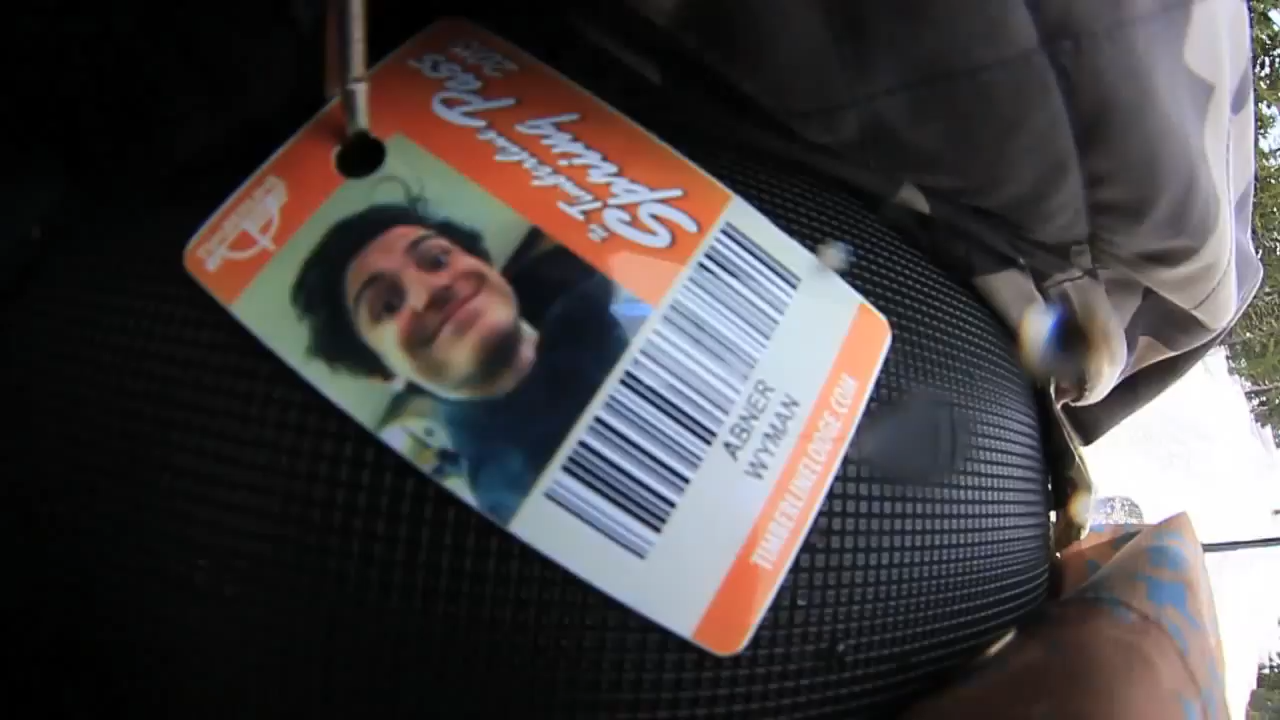 Timberline
Spring Pass
ABNER
WYMAN
TIMBERLINELODGE.COM